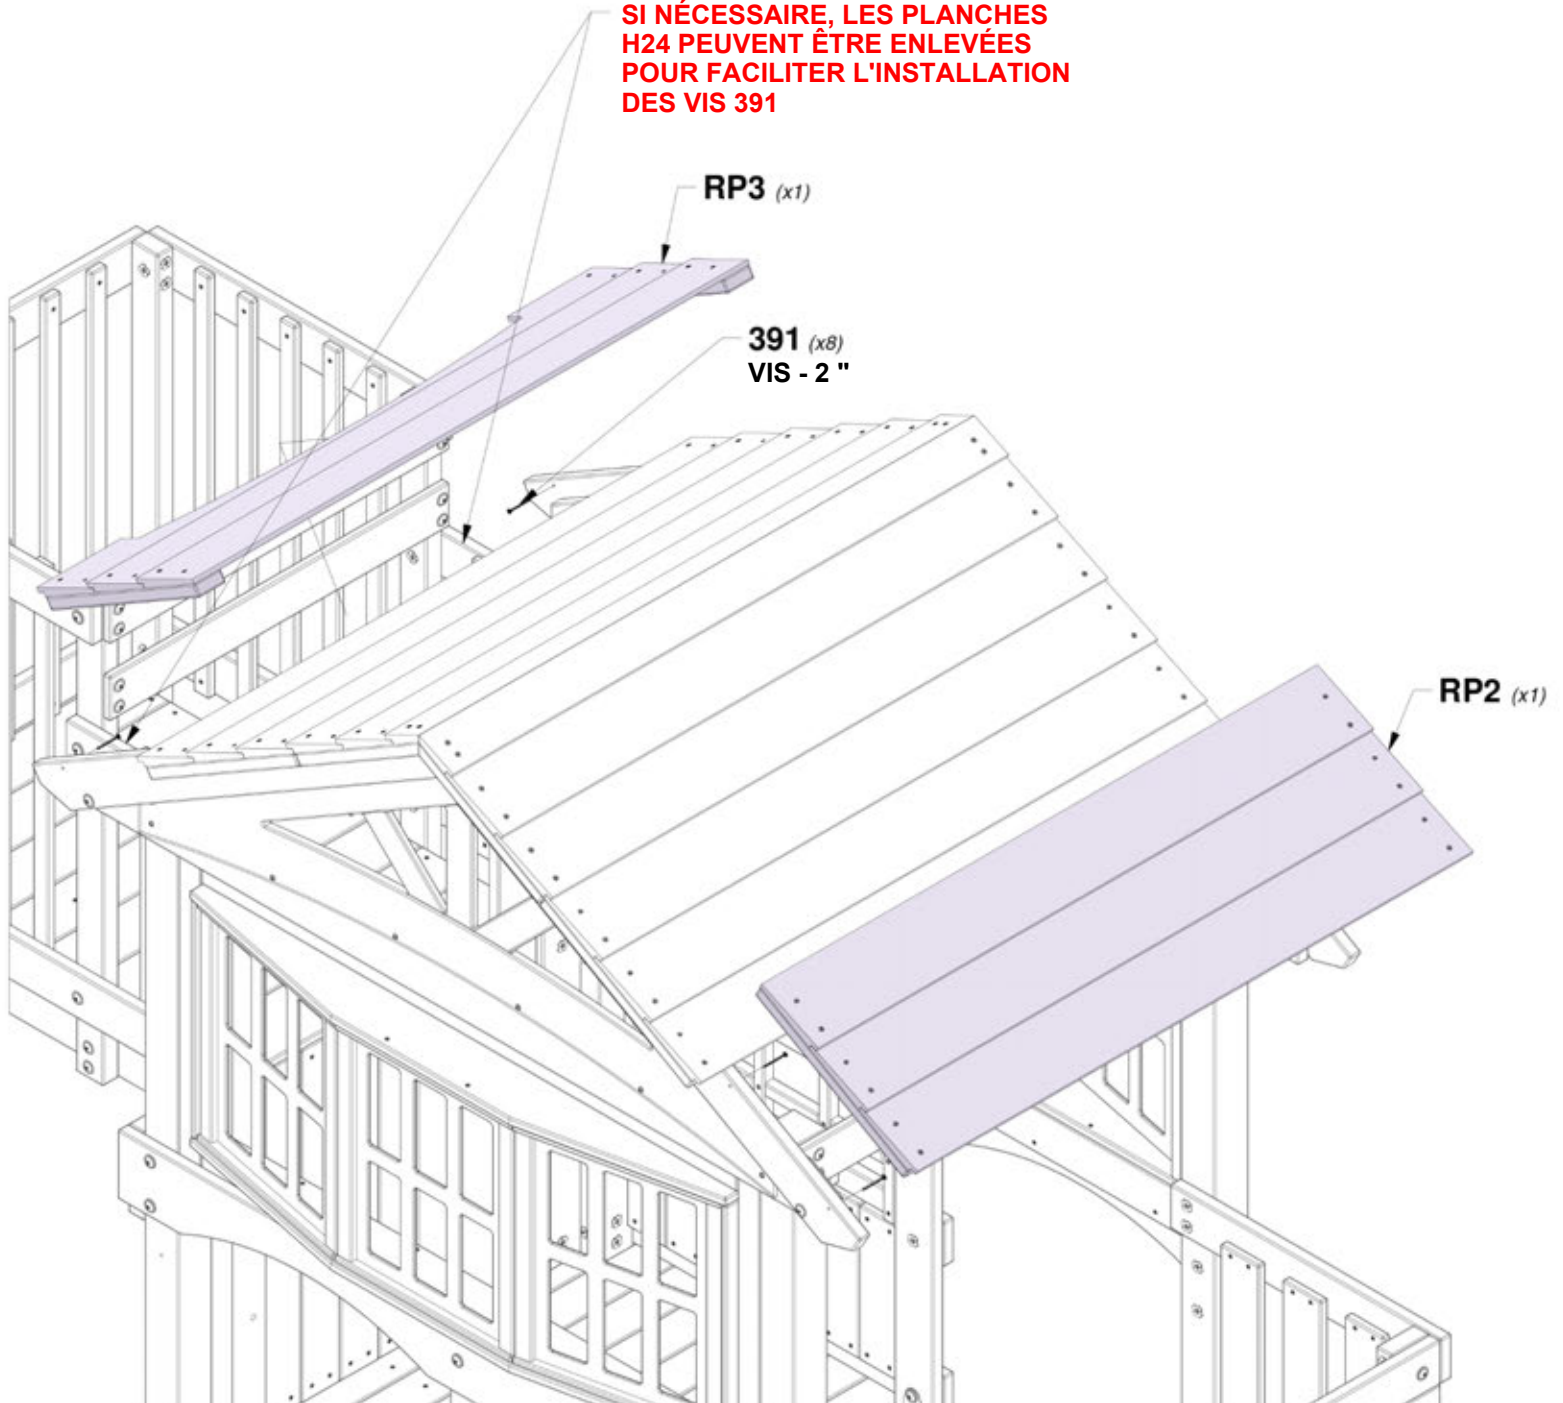 SI NÉCESSAIRE, LES PLANCHES
H24 PEUVENT ÊTRE ENLEVÉES
POUR FACILITER L'INSTALLATION
DES VIS 391
RP3 (x1)
391 (x8)
VIS - 2 "
RP2 (x1)